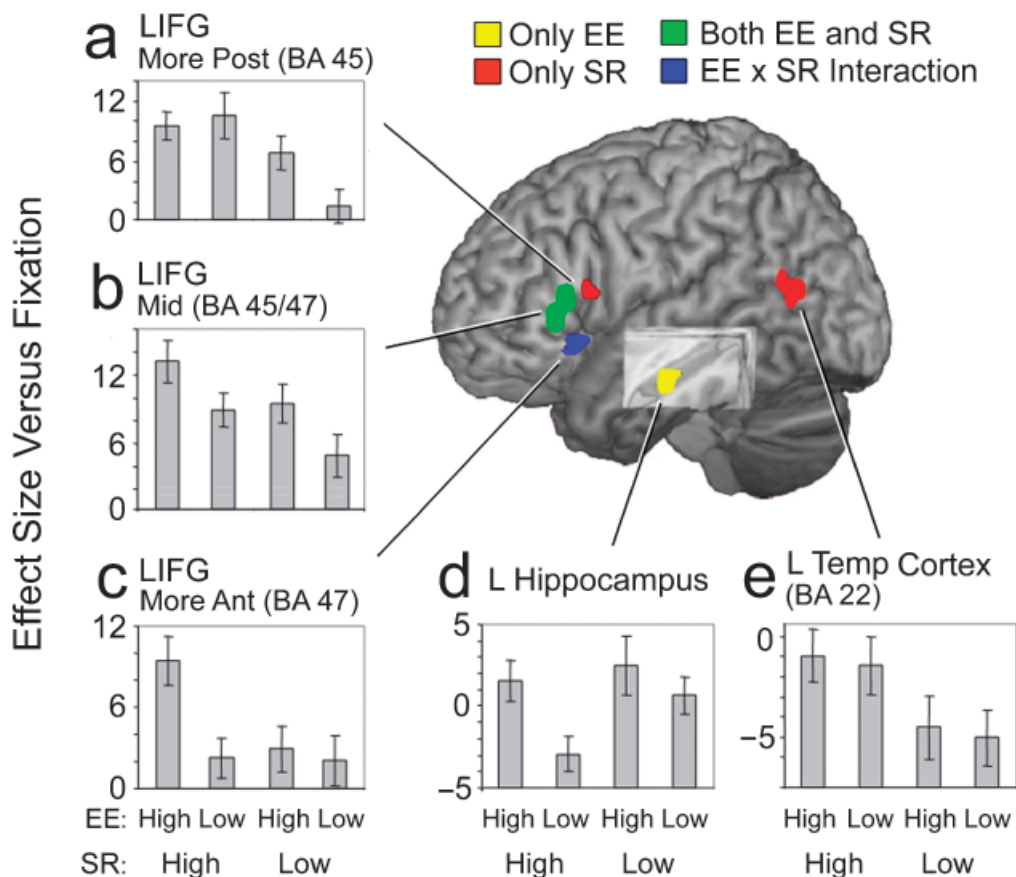 a LIFG
More Post (BA 45)
12
6
0
Only EE
Both EE and SR
Only SR
EE x SR Interaction
Effect Size Versus Fixation
b LIFG
Mid (BA 45/47)
12
6
0
c LIFG
More Ant (BA 47)
12
6
0
d L Hippocampus
5
0
−5
e L Temp Cortex
(BA 22)
0
−5
EE: High Low High Low
High Low High Low
High Low High Low
SR: High Low
High Low
High Low